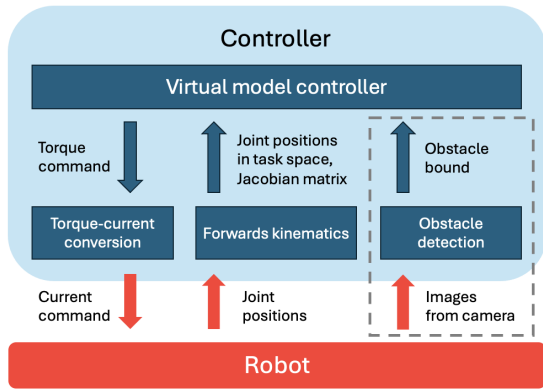 Controller
Virtual model controller
Torque
command
Joint positions
in task space,
Jacobian matrix
Obstacle
bound
Torque-current
conversion
Forwards kinematics
Obstacle
detection
Current
command
Joint
positions
Images
from camera
Robot